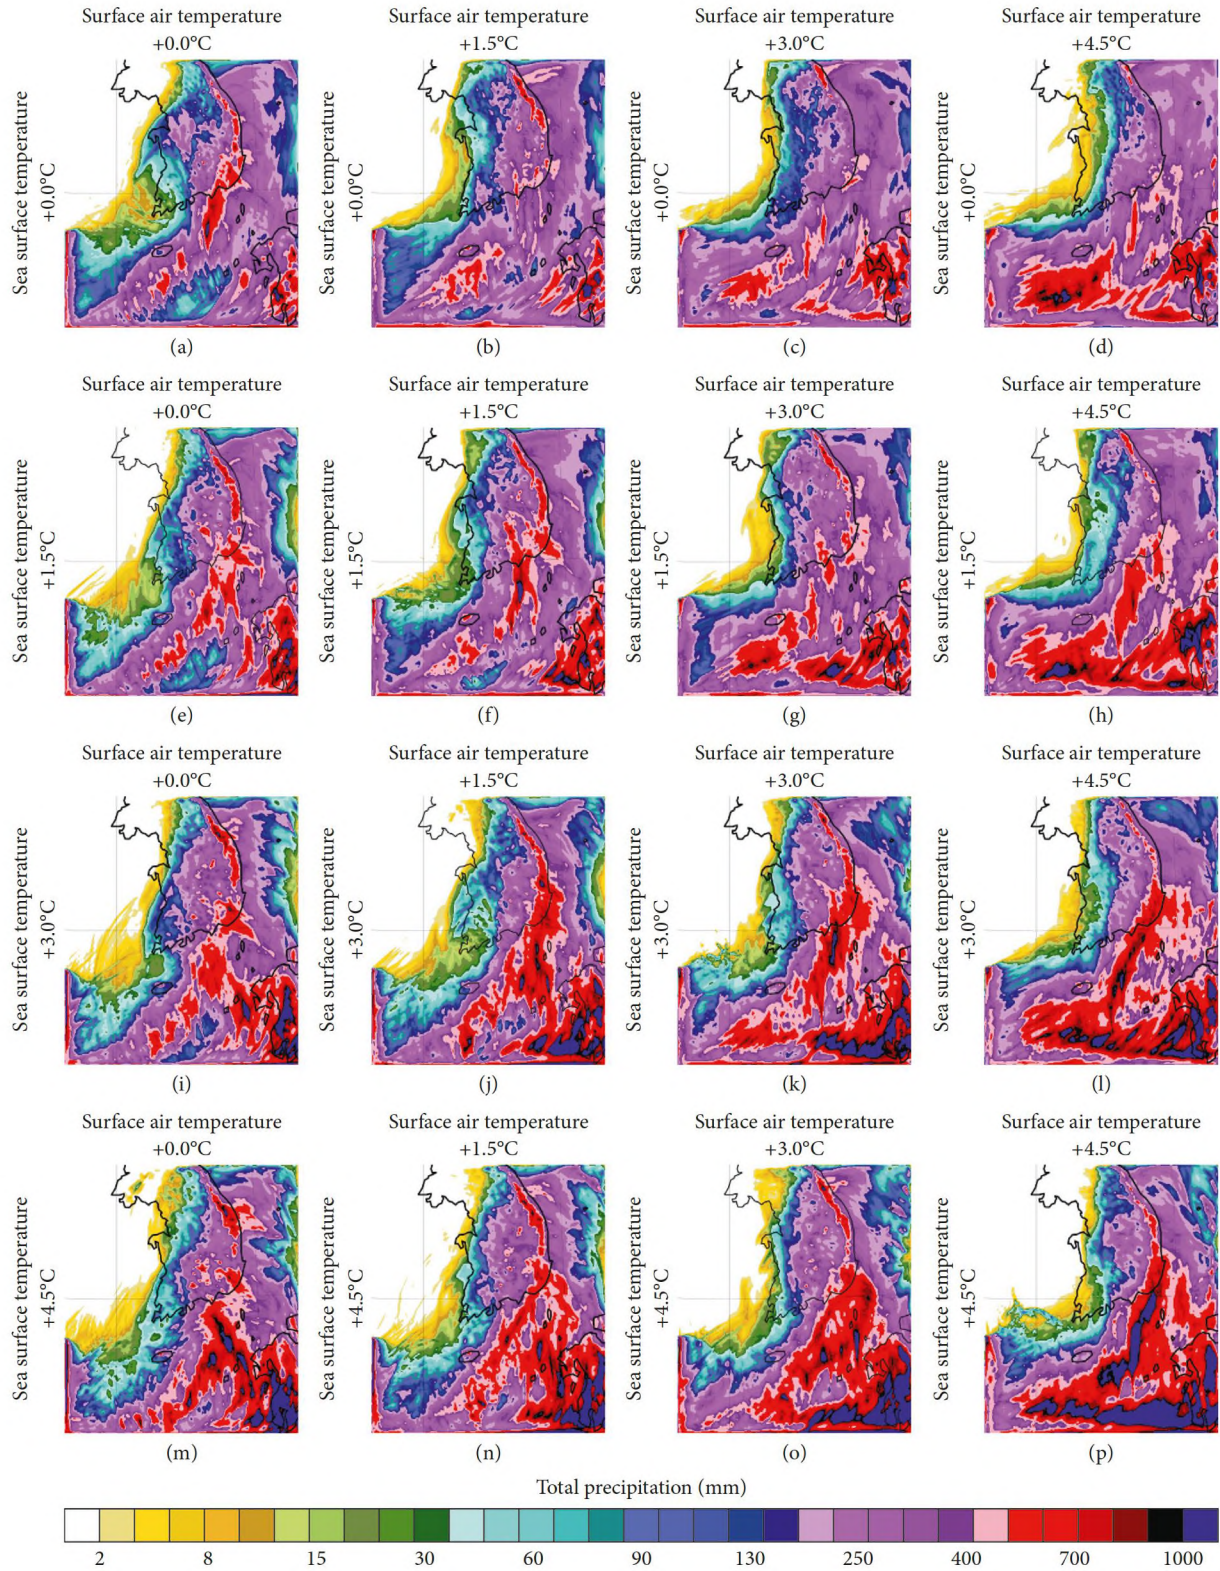 Surface air temperature
+0.0°C
Surface air temperature
+1.5°C
Surface air temperature
+3.0°C
Surface air temperature
+4.5°C
Sea surface temperature
+0.0°C
Sea surface temperature
+0.0°C
Sea surface temperature
+0.0°C
Sea surface temperature
+0.0°C
(a)
(b)
(c)
(d)
Surface air temperature
+0.0°C
Surface air temperature
+1.5°C
Surface air temperature
+3.0°C
Surface air temperature
+4.5°C
Sea surface temperature
+1.5°C
Sea surface temperature
+1.5°C
Sea surface temperature
+1.5°C
Sea surface temperature
+1.5°C
(e)
(f)
(g)
(h)
Surface air temperature
+0.0°C
Surface air temperature
+1.5°C
Surface air temperature
+3.0°C
Surface air temperature
+4.5°C
Sea surface temperature
+3.0°C
Sea surface temperature
+3.0°C
Sea surface temperature
+3.0°C
Sea surface temperature
+3.0°C
(i)
(j)
(k)
(l)
Surface air temperature
+0.0°C
Surface air temperature
+1.5°C
Surface air temperature
+3.0°C
Surface air temperature
+4.5°C
Sea surface temperature
+4.5°C
Sea surface temperature
+4.5°C
Sea surface temperature
+4.5°C
Sea surface temperature
+4.5°C
(m)
(n)
(o)
(p)
Total precipitation (mm)
2 8 15 30 60 90 130 250 400 700 1000